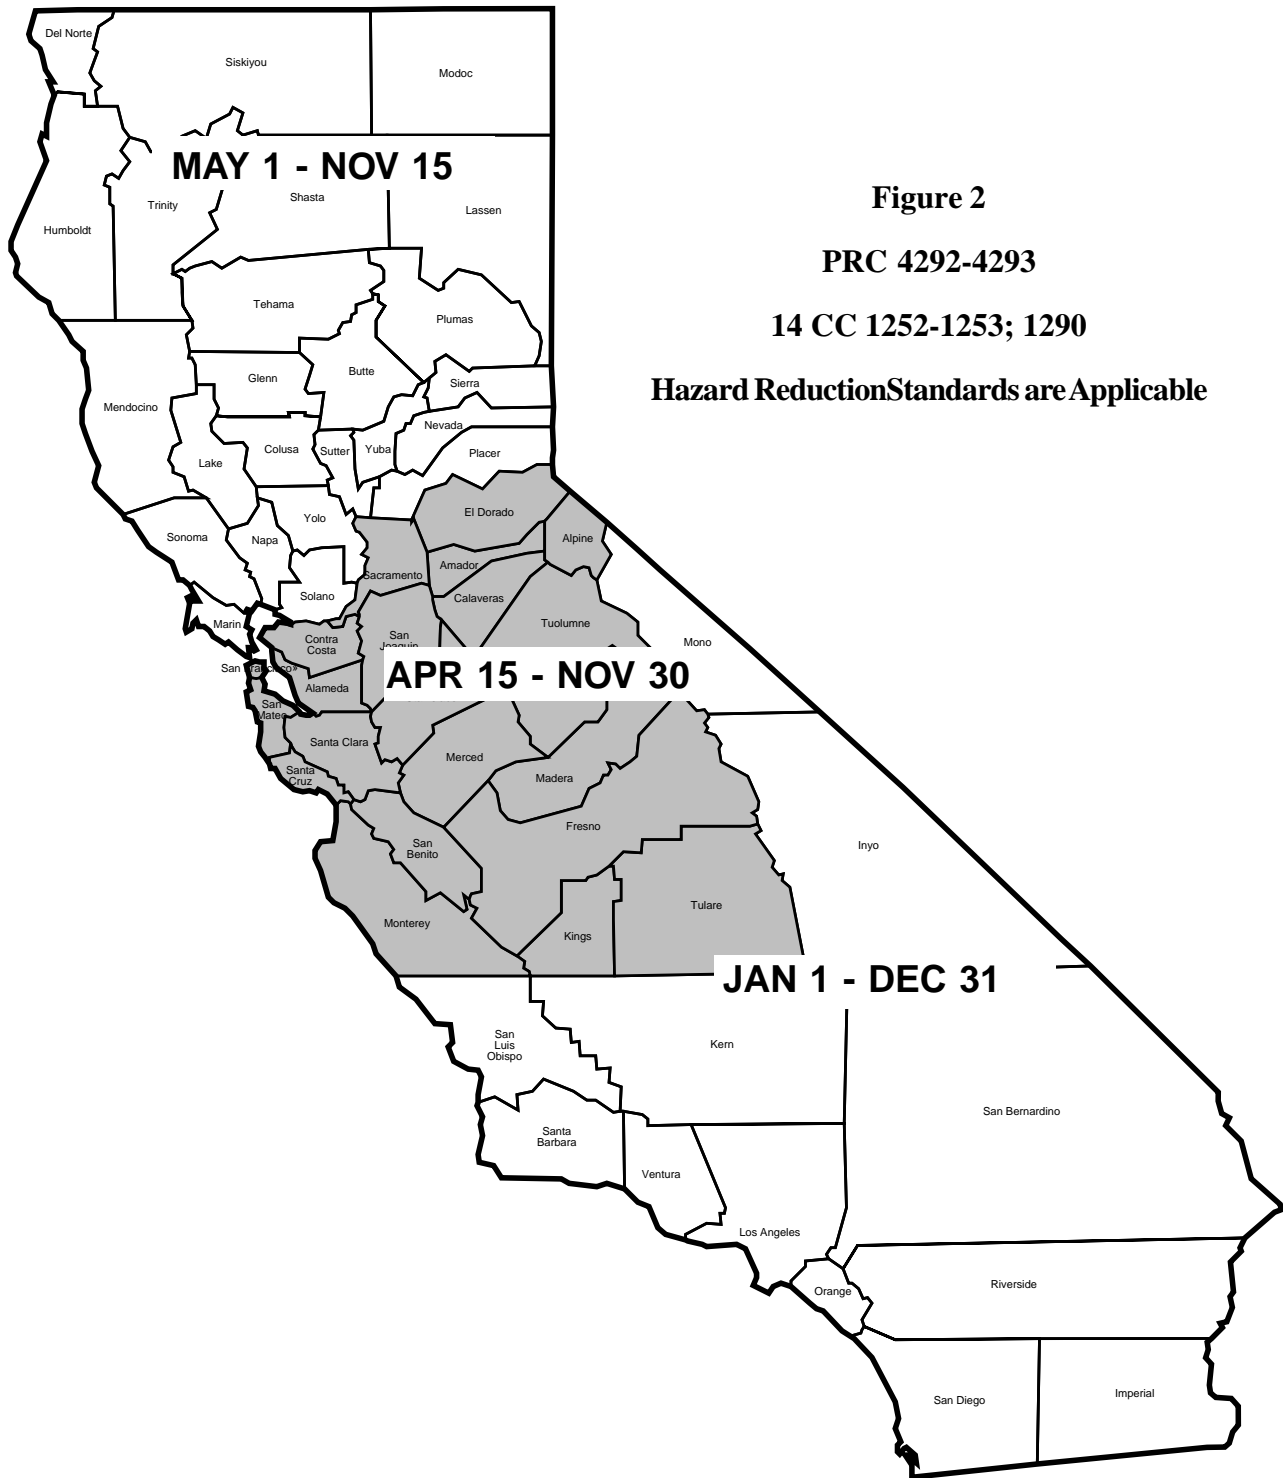 Del Norte
Siskiyou
Modoc
MAY 1 - NOV 15
Figure 2
PRC 4292-4293
14 CC 1252-1253; 1290
Hazard ReductionStandards are Applicable
Shasta
Trinity
Lassen
Humboldt
Tehama
Plumas
Glenn
Butte
Sierra
Mendocino
Nevada
Colusa
Sutter
Yuba
Placer
Lake
El Dorado
Yolo
Sonoma
Napa
Alpine
Amador
Sacramento
Solano
Calaveras
Marin
Tuolumne
Contra
Costa
San
Joaquin
Mono
San Francisco»
APR 15 - NOV 30
Alameda
San
Mateo
Santa Clara
Merced
Santa
Cruz
Madera
Fresno
San
Benito
Inyo
Tulare
Monterey
Kings
JAN 1 - DEC 31
San
Luis
Obispo
Kern
San Bernardino
Santa
Barbara
Ventura
Los Angeles
Orange
Riverside
San Diego
Imperial